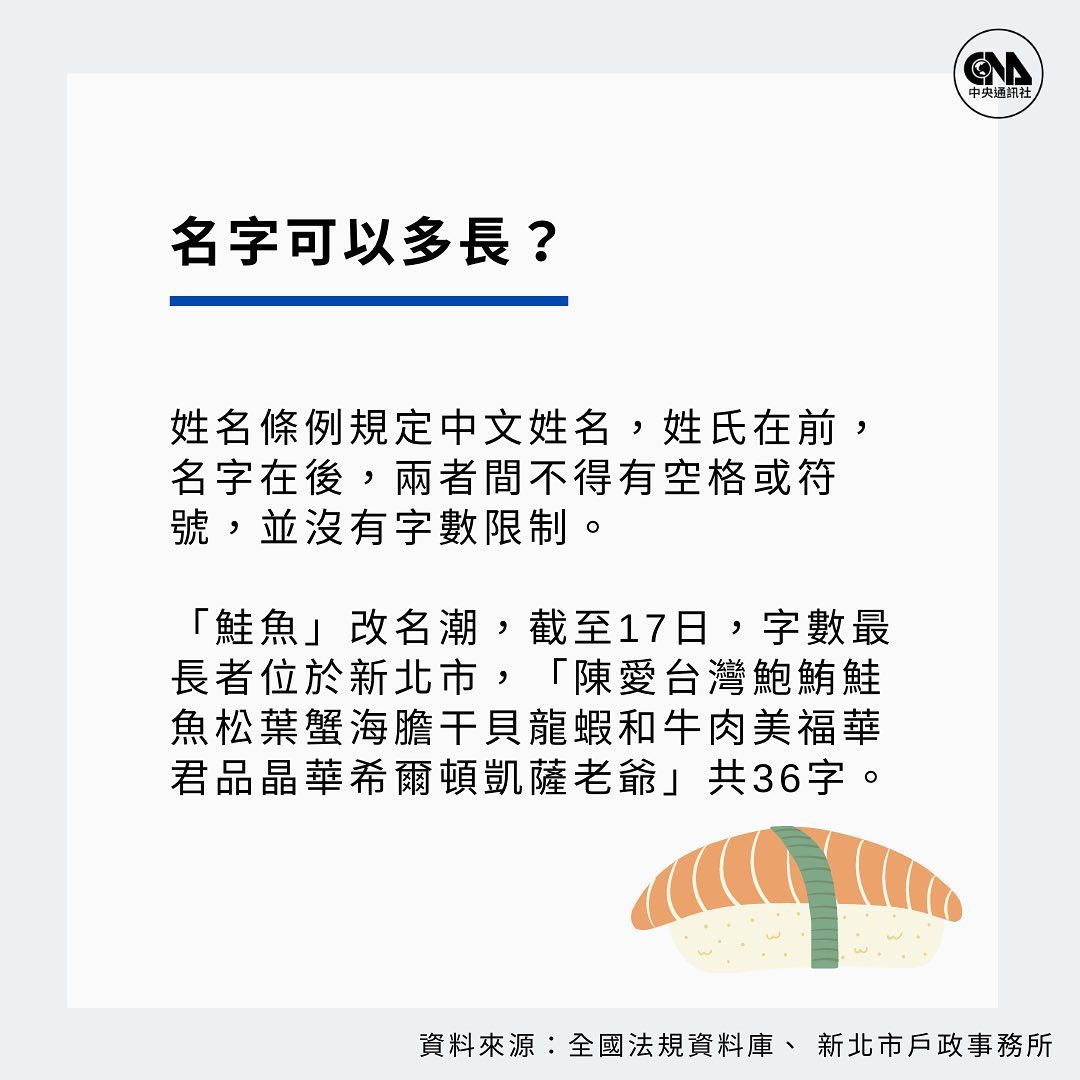 CNA
中央通訊社
名字可以多長？
姓名條例規定中文姓名，姓氏在前，
名字在後，兩者間不得有空格或符
號，並沒有字數限制。
「鮭魚」改名潮，截至17日，字數最
長者位於新北市，「陳愛台灣鮑鮪鮭
魚松葉蟹海膽干貝龍蝦和牛肉美福華
君品晶華希爾頓凱薩老爺」共36字。
資料來源：全國法規資料庫、 新北市戶政事務所